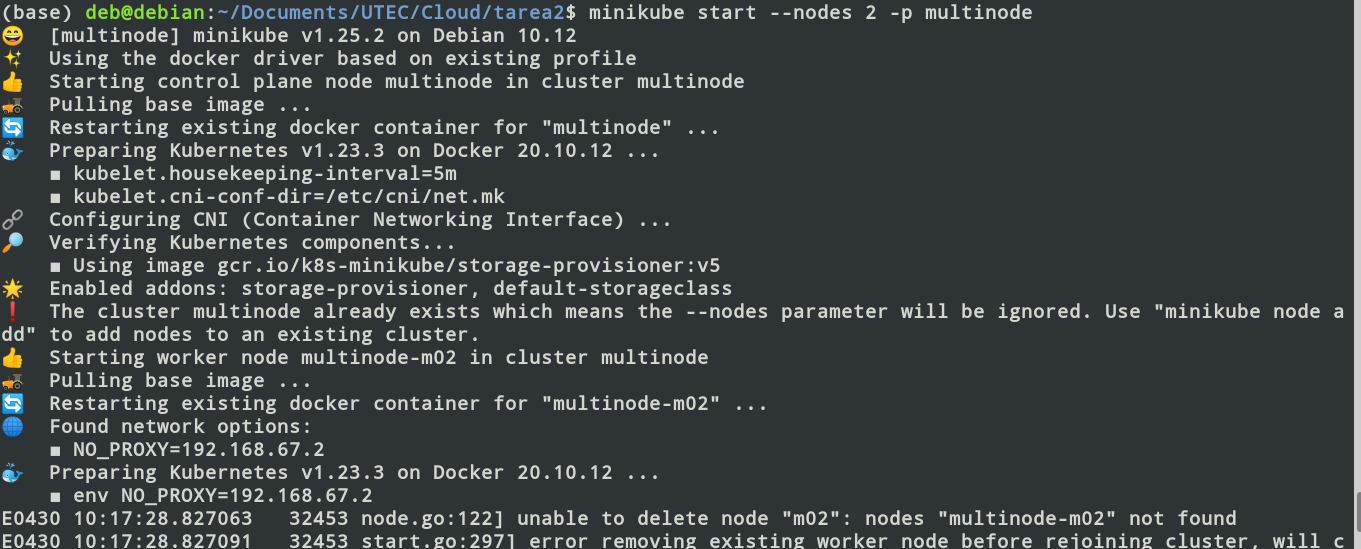 (base) deb@debian:~/Documents/UTEC/Cloud/tarea2$ minikube start --nodes 2 -p multinode
😄 [multinode] minikube v1.25.2 on Debian 10.12
✨ Using the docker driver based on existing profile
👍 Starting control plane node multinode in cluster multinode
🚜 Pulling base image ...
🔄 Restarting existing docker container for "multinode" ...
🐳 Preparing Kubernetes v1.23.3 on Docker 20.10.12 ...
▪ kubelet.housekeeping-interval=5m
▪ kubelet.cni-conf-dir=/etc/cni/net.mk
🔗 Configuring CNI (Container Networking Interface) ...
🔎 Verifying Kubernetes components...
▪ Using image gcr.io/k8s-minikube/storage-provisioner:v5
🌟 Enabled addons: storage-provisioner, default-storageclass
❗ The cluster multinode already exists which means the --nodes parameter will be ignored. Use "minikube node a
dd" to add nodes to an existing cluster.
👍 Starting worker node multinode-m02 in cluster multinode
🚜 Pulling base image ...
🔄 Restarting existing docker container for "multinode-m02" ...
🌐 Found network options:
▪ NO_PROXY=192.168.67.2
🐳 Preparing Kubernetes v1.23.3 on Docker 20.10.12 ...
▪ env NO_PROXY=192.168.67.2
E0430 10:17:28.827063 32453 node.go:122] unable to delete node "m02": nodes "multinode-m02" not found
E0430 10:17:28.827091 32453 start.go:297] error removing existing worker node before rejoining cluster, will c